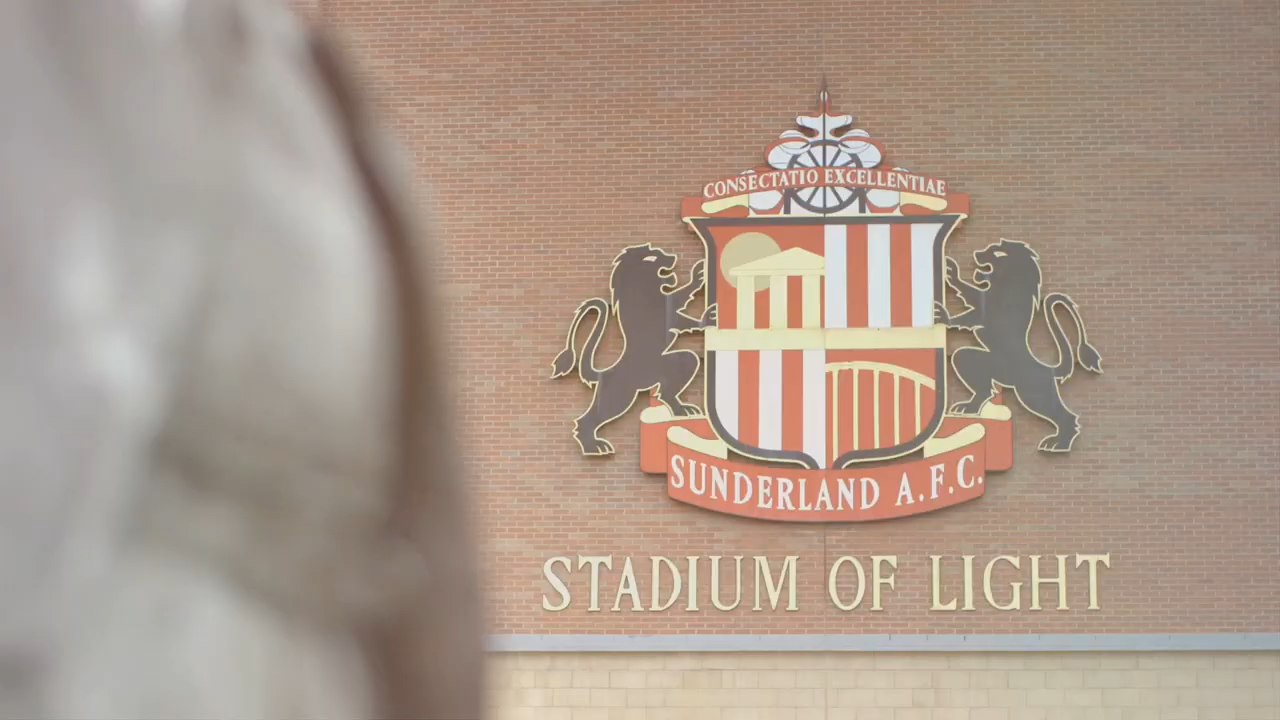 CONSECTATIO EXCELLENTIAE
SUNDERLAND A.F.C.
STADIUM OF LIGHT